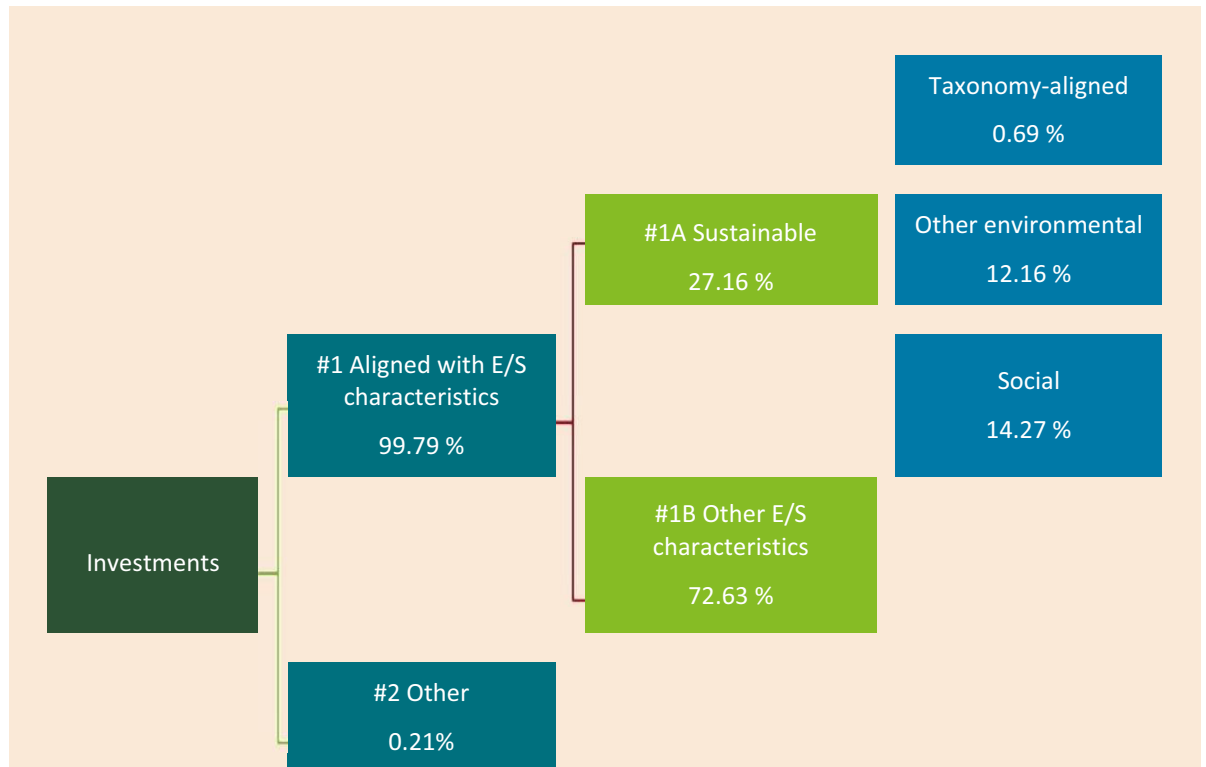 Taxonomy-aligned
0.69 %
#1A Sustainable
27.16 %
Other environmental
12.16 %
#1 Aligned with E/S
characteristics
99.79 %
Social
14.27 %
Investments
#1B Other E/S
characteristics
72.63 %
#2 Other
0.21%